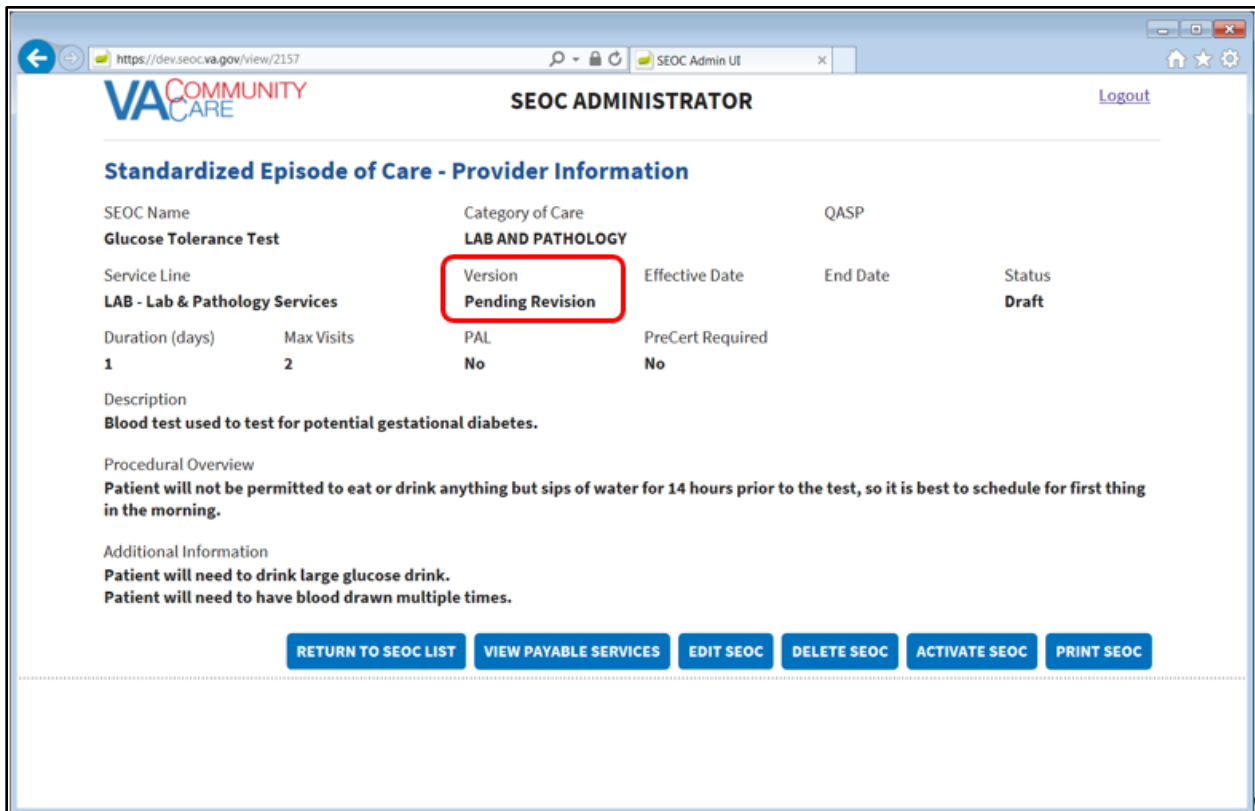 https://dev.seoc.va.gov/view/2157
SEOC Admin UI
VA COMMUNITY CARE
SEOC ADMINISTRATOR
Logout
Standardized Episode of Care - Provider Information
SEOC Name Category of Care QASP
Glucose Tolerance Test LAB AND PATHOLOGY
Service Line Version Effective Date End Date Status
LAB - Lab & Pathology Services Pending Revision Draft
Duration (days) Max Visits PAL PreCert Required
1 2 No No
Description
Blood test used to test for potential gestational diabetes.
Procedural Overview
Patient will not be permitted to eat or drink anything but sips of water for 14 hours prior to the test, so it is best to schedule for first thing
in the morning.
Additional Information
Patient will need to drink large glucose drink.
Patient will need to have blood drawn multiple times.
RETURN TO SEOC LIST VIEW PAYABLE SERVICES EDIT SEOC DELETE SEOC ACTIVATE SEOC PRINT SEOC